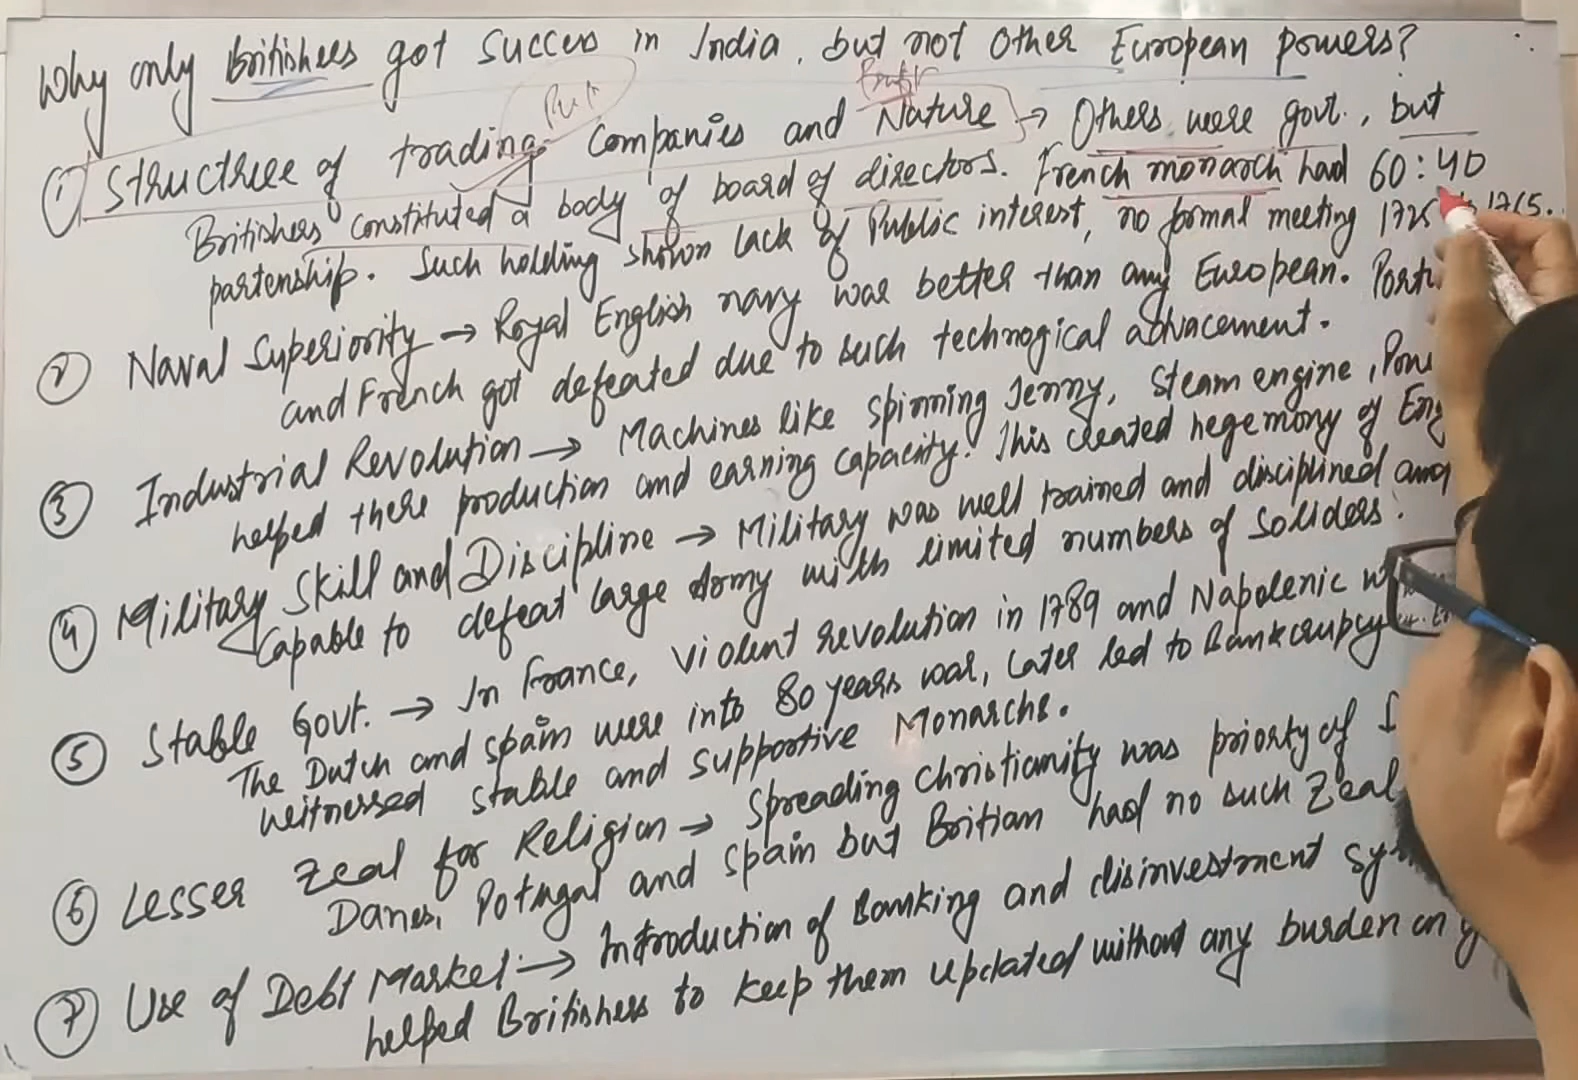 Why only Britishers got Success in India, but not other European powers?
① Structure of trading Companies and Nature → Others were govt., but
Britishers constituted a body of board of directors. French monarch had 60:40
partenship. Such holding shown lack of Public interest, no formal meeting 1725 1765.
② Naval Superiority → Royal English navy was better than any European.
and French got defeated due to such technogical advacement.
③ Industrial Revolution → Machines like spinning Jenny, Steam engine,
helped there production and earning capacity. This created hegemony of
④ Military Skill and Discipline → Military was well trained and disciplined and
Capable to defeat large Army with limited numbers of Soliders.
⑤ Stable Govt. → In France, Violent revolution in 1789 and Napolenic
The Dutch and spain were into 80 years war, Later led to Bankcrupcy
witnessed stable and supportive Monarchs.
⑥ Lesser Zeal for Religion → Spreading Christianity was priorty of
Danes, Potugal and Spain but Britian had no such Zeal
⑦ Use of Debt Market → Introduction of Banking and disinvestment
helped Britishers to keep them updated without any burden on